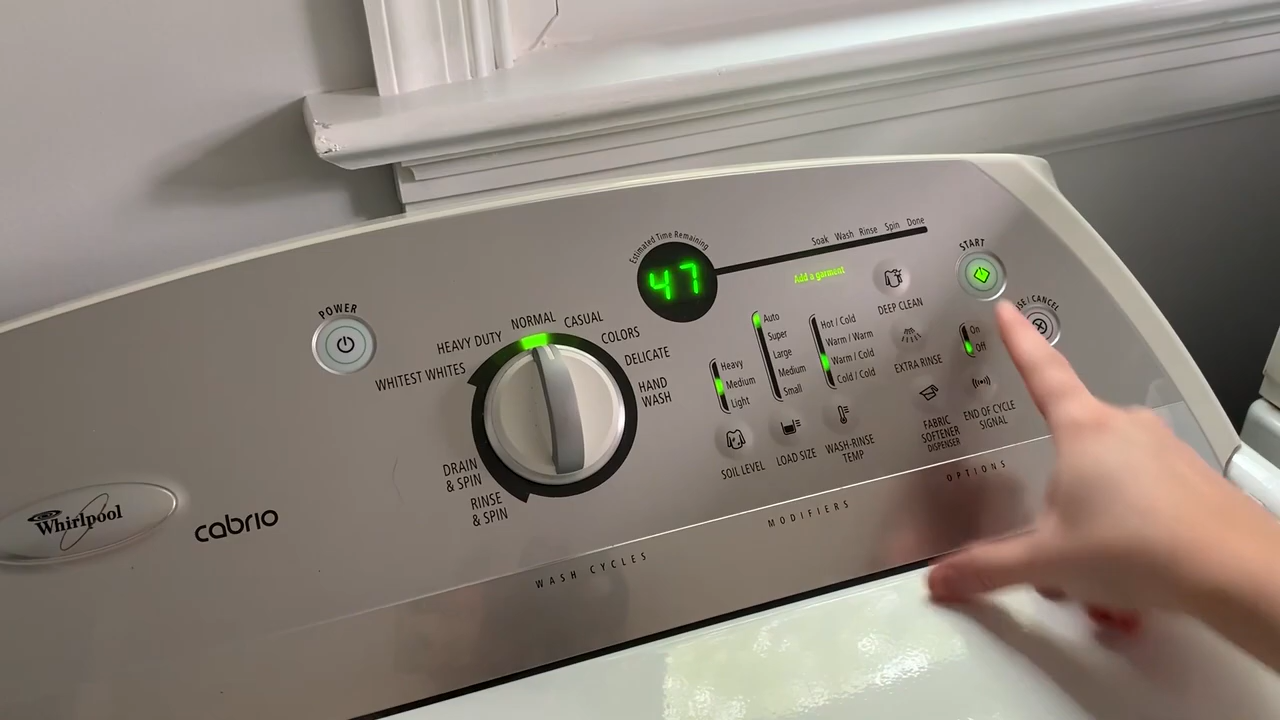 POWER
WHITEST WHITES
HEAVY DUTY
NORMAL
CASUAL
COLORS
DELICATE
HAND
WASH
DRAIN
& SPIN
RINSE
& SPIN
Whirlpool
cabrio
WASH CYCLES
Estimated Time Remaining
47
Soak Wash Rinse Spin Done
Add a garment
Heavy
Medium
Light
SOIL LEVEL
Auto
Super
Large
Medium
Small
LOAD SIZE
Hot / Cold
Warm / Warm
Warm / Cold
Cold / Cold
WASH-RINSE
TEMP
MODIFIERS
DEEP CLEAN
EXTRA RINSE
FABRIC
SOFTENER
DISPENSER
On
Off
END OF CYCLE
SIGNAL
OPTIONS
START
/ CANCEL